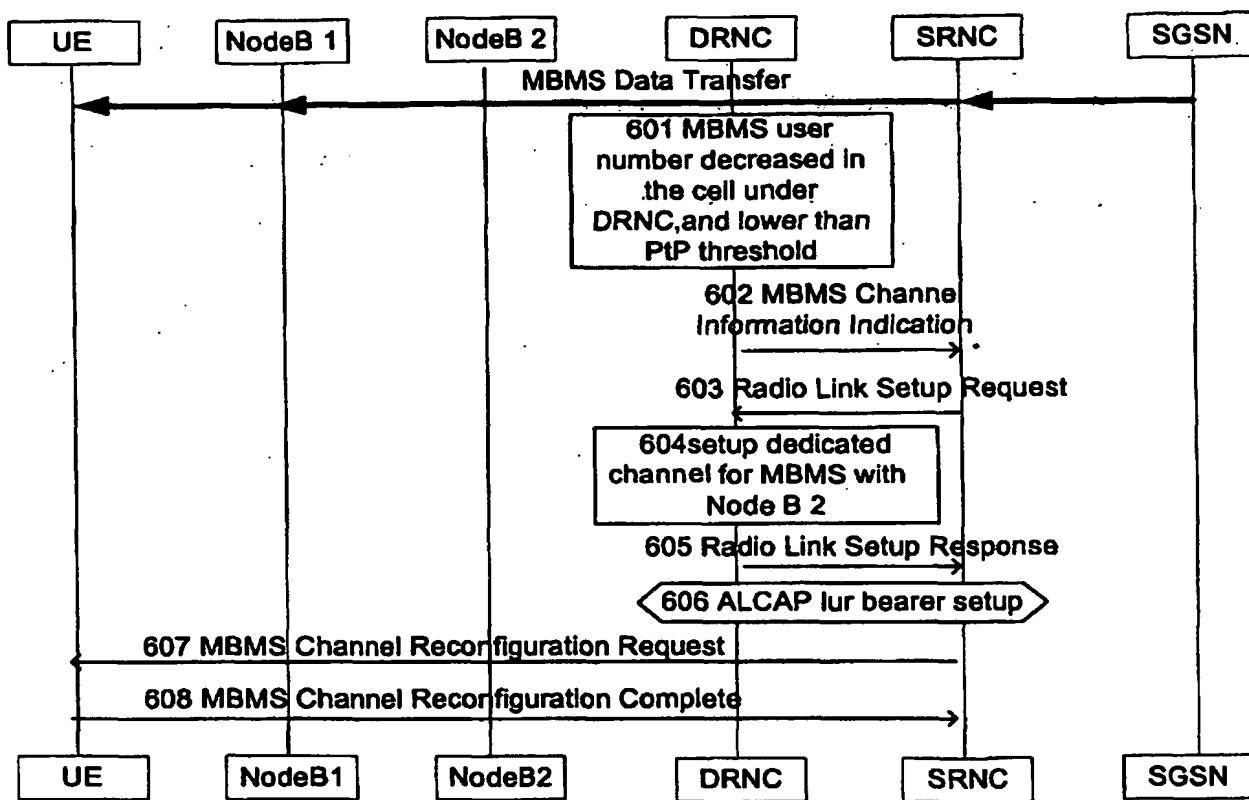 UE
NodeB 1
NodeB 2
DRNC
SRNC
SGSN
MBMS Data Transfer
601 MBMS user
number decreased in
the cell under
DRNC,and lower than
PtP threshold
602 MBMS Channe
Information Indication
603 Radio Link Setup Request
604setup dedicated
channel for MBMS with
Node B 2
605 Radio Link Setup Response
606 ALCAP Iur bearer setup
607 MBMS Channel Reconfiguration Request
608 MBMS Channel Reconfiguration Complete
UE
NodeB1
NodeB2
DRNC
SRNC
SGSN